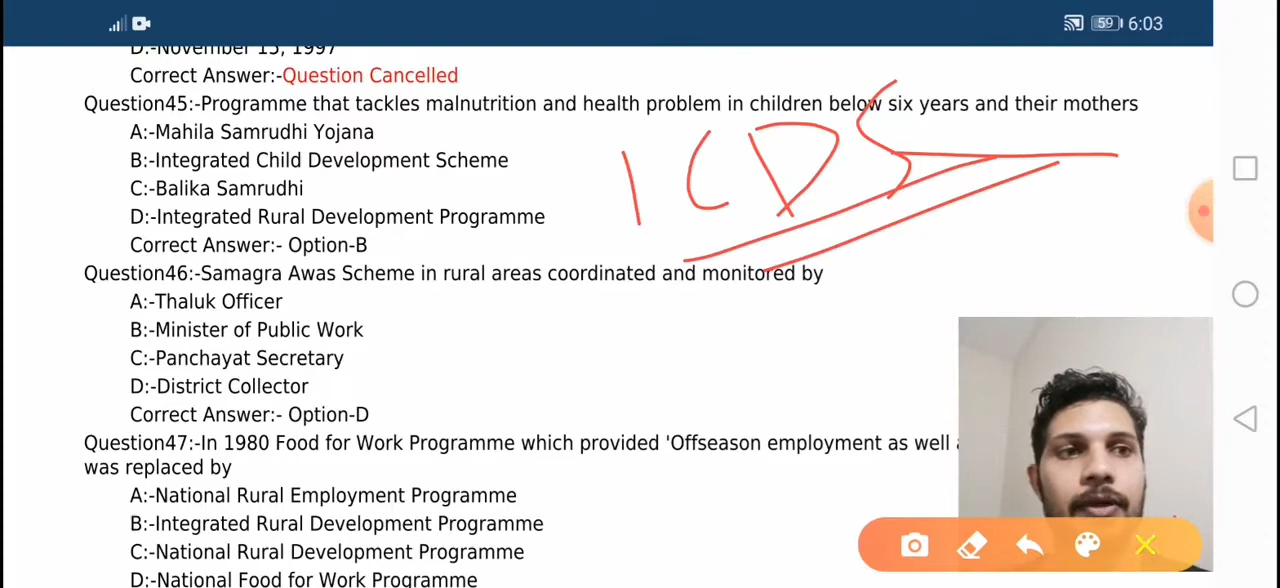 59 6:03
D:-November 15, 1997
Correct Answer:-Question Cancelled
Question45:-Programme that tackles malnutrition and health problem in children below six years and their mothers
A:-Mahila Samrudhi Yojana
B:-Integrated Child Development Scheme
C:-Balika Samrudhi
D:-Integrated Rural Development Programme
ICDS
Correct Answer:- Option-B
Question46:-Samagra Awas Scheme in rural areas coordinated and monitored by
A:-Thaluk Officer
B:-Minister of Public Work
C:-Panchayat Secretary
D:-District Collector
Correct Answer:- Option-D
Question47:-In 1980 Food for Work Programme which provided 'Offseason employment as well
was replaced by
A:-National Rural Employment Programme
B:-Integrated Rural Development Programme
C:-National Rural Development Programme
D:-National Food for Work Programme